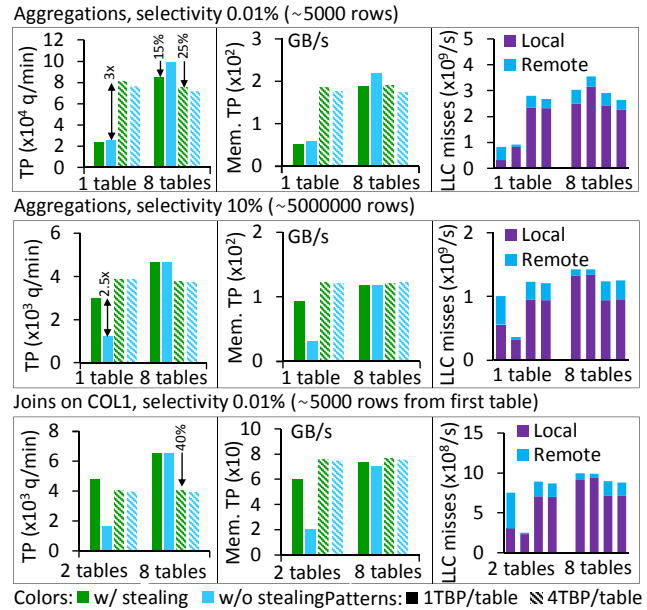 Aggregations, selectivity 0.01% (~5000 rows)
TP (x10⁴ q/min)
14
12
10
8
6
4
2
0
3x
15%
25%
1 table 8 tables
Mem. TP (x10²)
GB/s
3
2
1
0
1 table 8 tables
LLC misses (x10⁹/s)
5
4
3
2
1
0
Local
Remote
1 table 8 tables
Aggregations, selectivity 10% (~5000000 rows)
TP (x10³ q/min)
6
4
2
0
2.5x
1 table 8 tables
Mem. TP (x10²)
GB/s
2
1
0
1 table 8 tables
LLC misses (x10⁹/s)
2
1
0
Local
Remote
1 table 8 tables
Joins on COL1, selectivity 0.01% (~5000 rows from first table)
TP (x10³ q/min)
8
6
4
2
0
40%
2 tables 8 tables
Mem. TP (x10)
GB/s
10
8
6
4
2
0
2 tables 8 tables
LLC misses (x10⁸/s)
15
10
5
0
Local
Remote
2 tables 8 tables
Colors: w/ stealing w/o stealing Patterns: 1TBP/table 4TBP/table